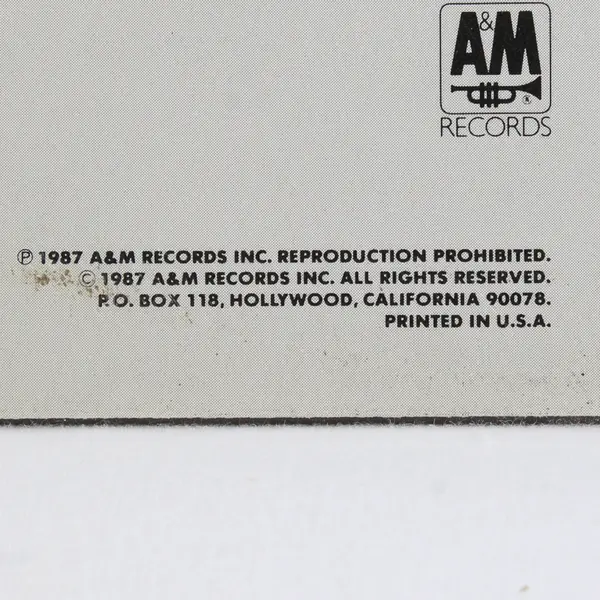 A&M
RECORDS
℗ 1987 A&M RECORDS INC. REPRODUCTION PROHIBITED.
© 1987 A&M RECORDS INC. ALL RIGHTS RESERVED.
P.O. BOX 118, HOLLYWOOD, CALIFORNIA 90078.
PRINTED IN U.S.A.